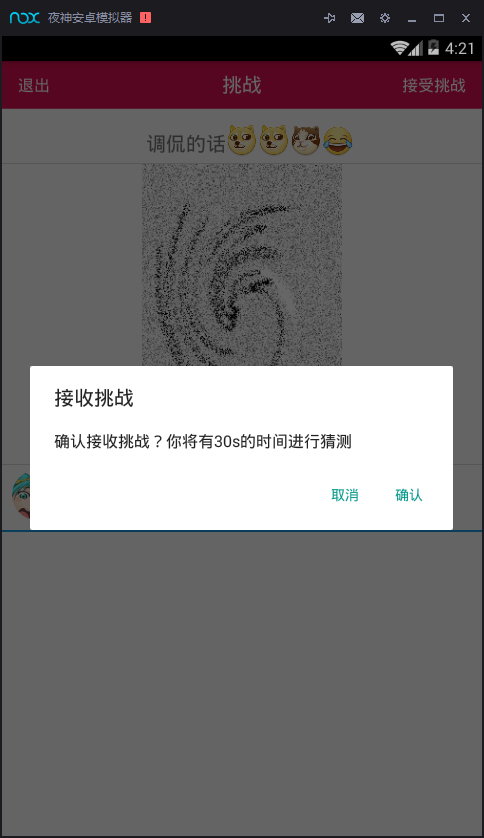 nox 夜神安卓模拟器
4:21
退出 挑战 接受挑战
调侃的话
接收挑战
确认接收挑战？你将有30s的时间进行猜测
取消 确认